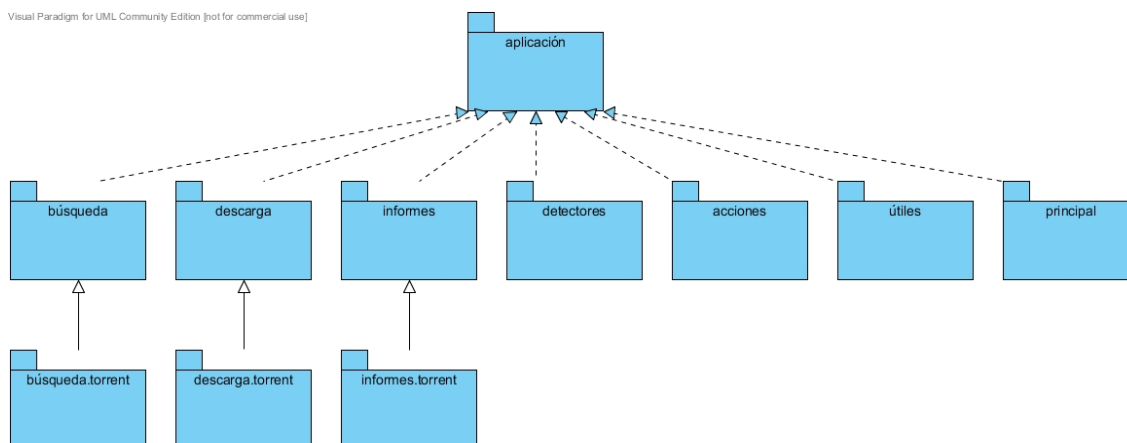 Visual Paradigm for UML Community Edition [not for commercial use]
aplicación
búsqueda
descarga
informes
detectores
acciones
útiles
principal
búsqueda.torrent
descarga.torrent
informes.torrent